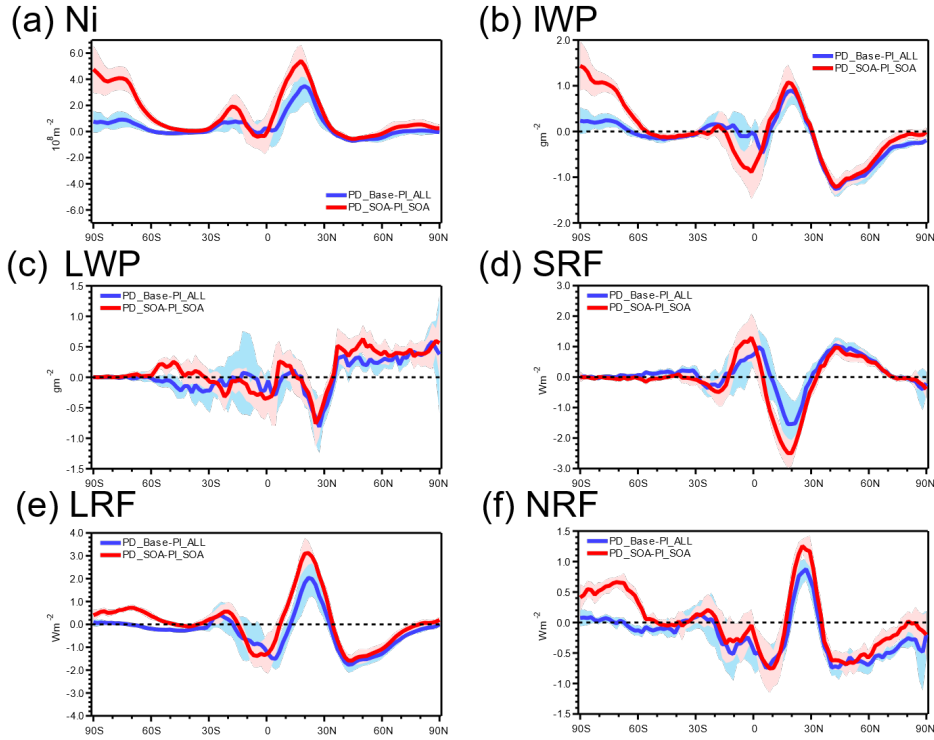 (a) Ni
6.0
4.0
2.0
0.0
-2.0
-4.0
-6.0
10⁸m⁻²
PD_Base-PI_ALL
PD_SOA-PI_SOA
90S 60S 30S 0 30N 60N 90N
(b) IWP
2.0
1.0
0.0
-1.0
-2.0
gm⁻²
PD_Base-PI_ALL
PD_SOA-PI_SOA
90S 60S 30S 0 30N 60N 90N
(c) LWP
1.5
1.0
0.5
0.0
-0.5
-1.0
-1.5
gm⁻²
PD_Base-PI_ALL
PD_SOA-PI_SOA
90S 60S 30S 0 30N 60N 90N
(d) SRF
3.0
2.0
1.0
0.0
-1.0
-2.0
-3.0
Wm⁻²
PD_Base-PI_ALL
PD_SOA-PI_SOA
90S 60S 30S 0 30N 60N 90N
(e) LRF
4.0
3.0
2.0
1.0
0.0
-1.0
-2.0
-3.0
-4.0
Wm⁻²
PD_Base-PI_ALL
PD_SOA-PI_SOA
90S 60S 30S 0 30N 60N 90N
(f) NRF
1.5
1.0
0.5
0.0
-0.5
-1.0
-1.5
Wm⁻²
PD_Base-PI_ALL
PD_SOA-PI_SOA
90S 60S 30S 0 30N 60N 90N